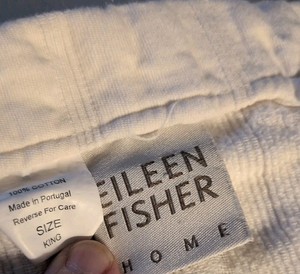 100% COTTON
Made in Portugal
Reverse For Care
SIZE
KING
EILEEN
FISHER
HOME